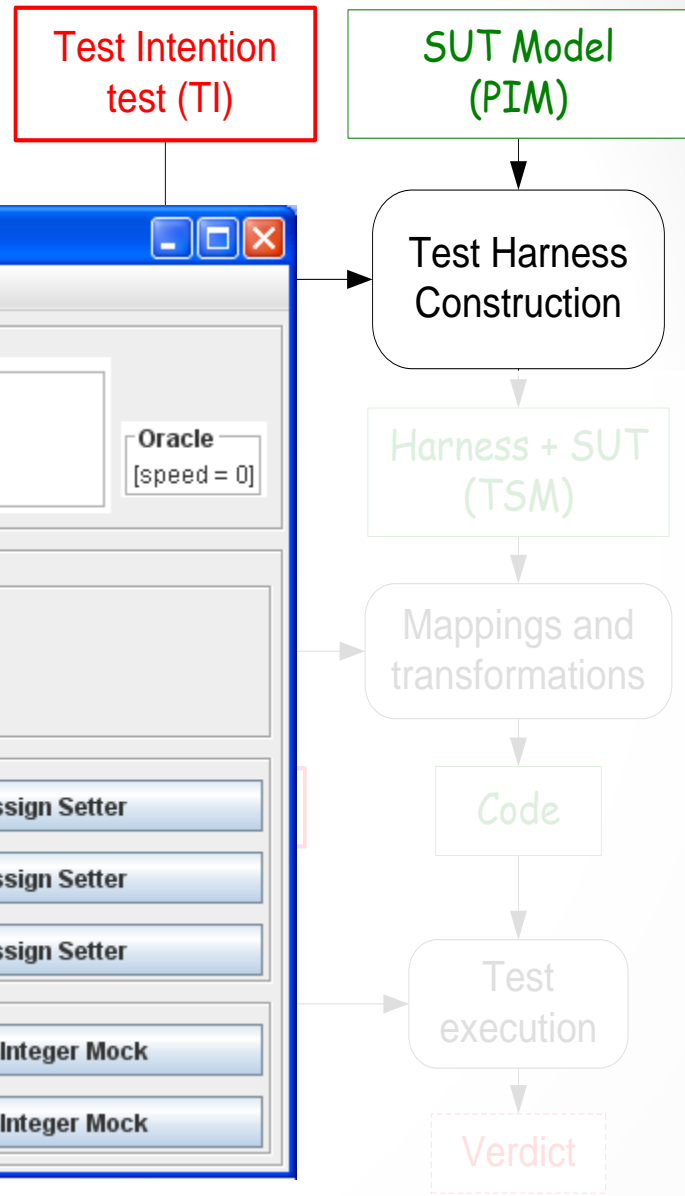 Test Intention
test (TI)
SUT Model
(PIM)
Test Harness
Construction
Oracle
[speed = 0]
Harness + SUT
(TSM)
Mappings and
transformations
ssign Setter
Code
ssign Setter
ssign Setter
Test
execution
Integer Mock
Integer Mock
Verdict